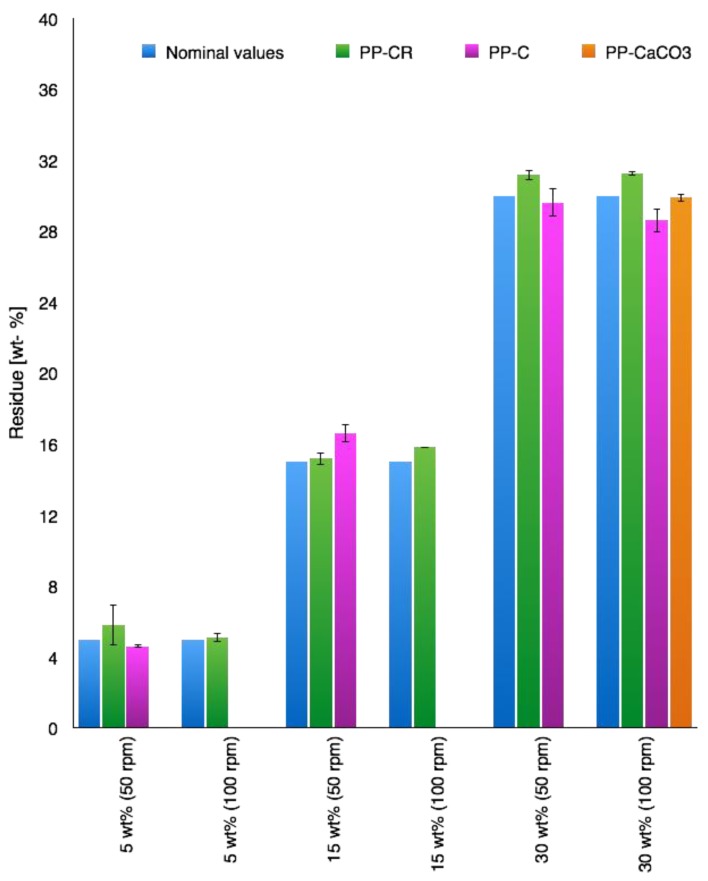 40
Nominal values PP-CR PP-C PP-CaCO3
36
32
28
24
20
16
12
8
4
0
Residue [wt- %]
5 wt% (50 rpm)
5 wt% (100 rpm)
15 wt% (50 rpm)
15 wt% (100 rpm)
30 wt% (50 rpm)
30 wt% (100 rpm)